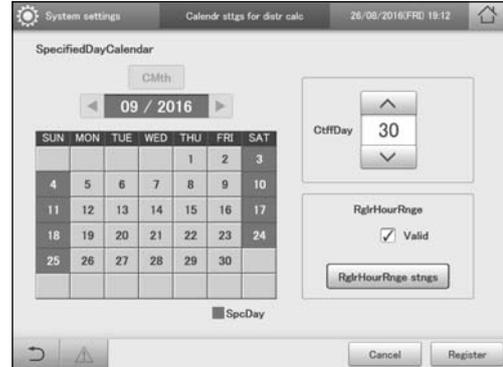 System settings
Calendr sttgs for distr calc
26/08/2016(FRI) 19:12
SpecifiedDayCalendar
CMth
09 / 2016
SUN MON TUE WED THU FRI SAT
1 2 3
4 5 6 7 8 9 10
11 12 13 14 15 16 17
18 19 20 21 22 23 24
25 26 27 28 29 30
SpcDay
CtffDay
30
RglrHourRnge
Valid
RglrHourRnge stngs
Cancel
Register